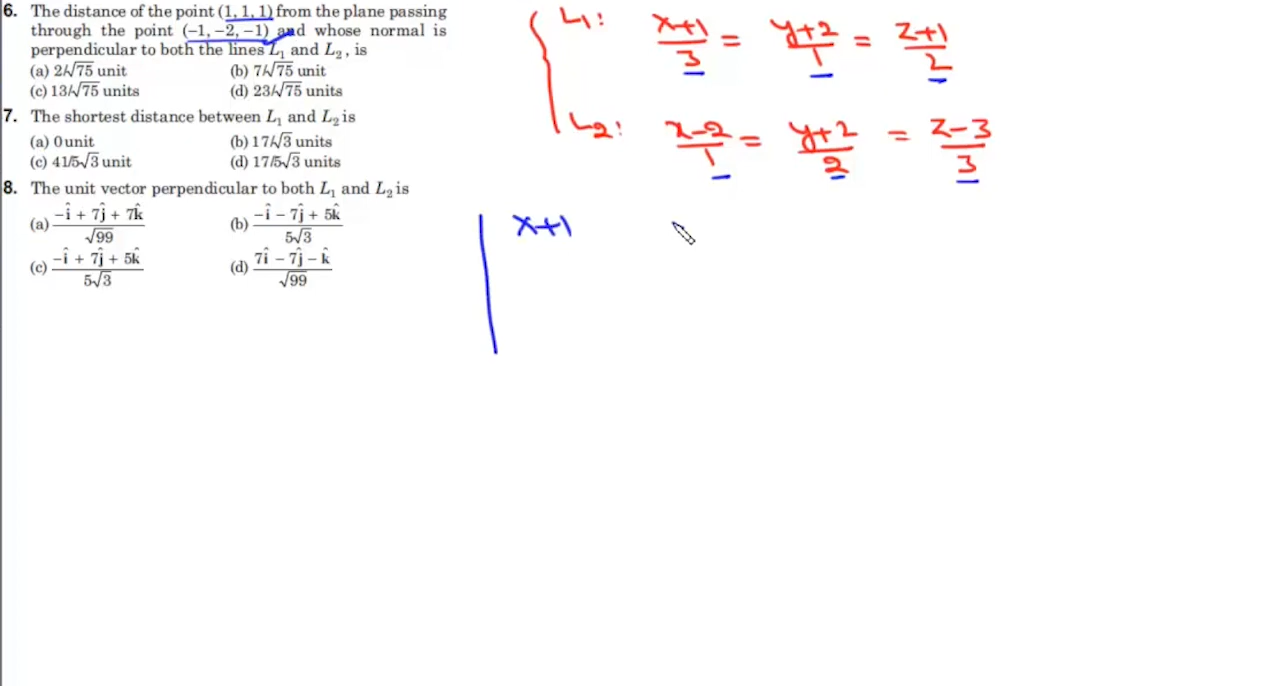 6. The distance of the point (1, 1, 1) from the plane passing
through the point (−1, −2, −1) and whose normal is
perpendicular to both the lines L₁ and L₂, is
(a) 2/√75 unit (b) 7/√75 unit
(c) 13/√75 units (d) 23/√75 units
7. The shortest distance between L₁ and L₂ is
(a) 0 unit (b) 17/√3 units
(c) 41/5√3 unit (d) 17/5√3 units
8. The unit vector perpendicular to both L₁ and L₂ is
(a) (−î + 7ĵ + 7k̂)/√99 (b) (−î − 7ĵ + 5k̂)/5√3
(c) (−î + 7ĵ + 5k̂)/5√3 (d) (7î − 7ĵ − k̂)/√99
L₁: (x+1)/3 = (y+2)/1 = (z+1)/2
L₂: (x−2)/1 = (y+2)/2 = (z−3)/3
x+1